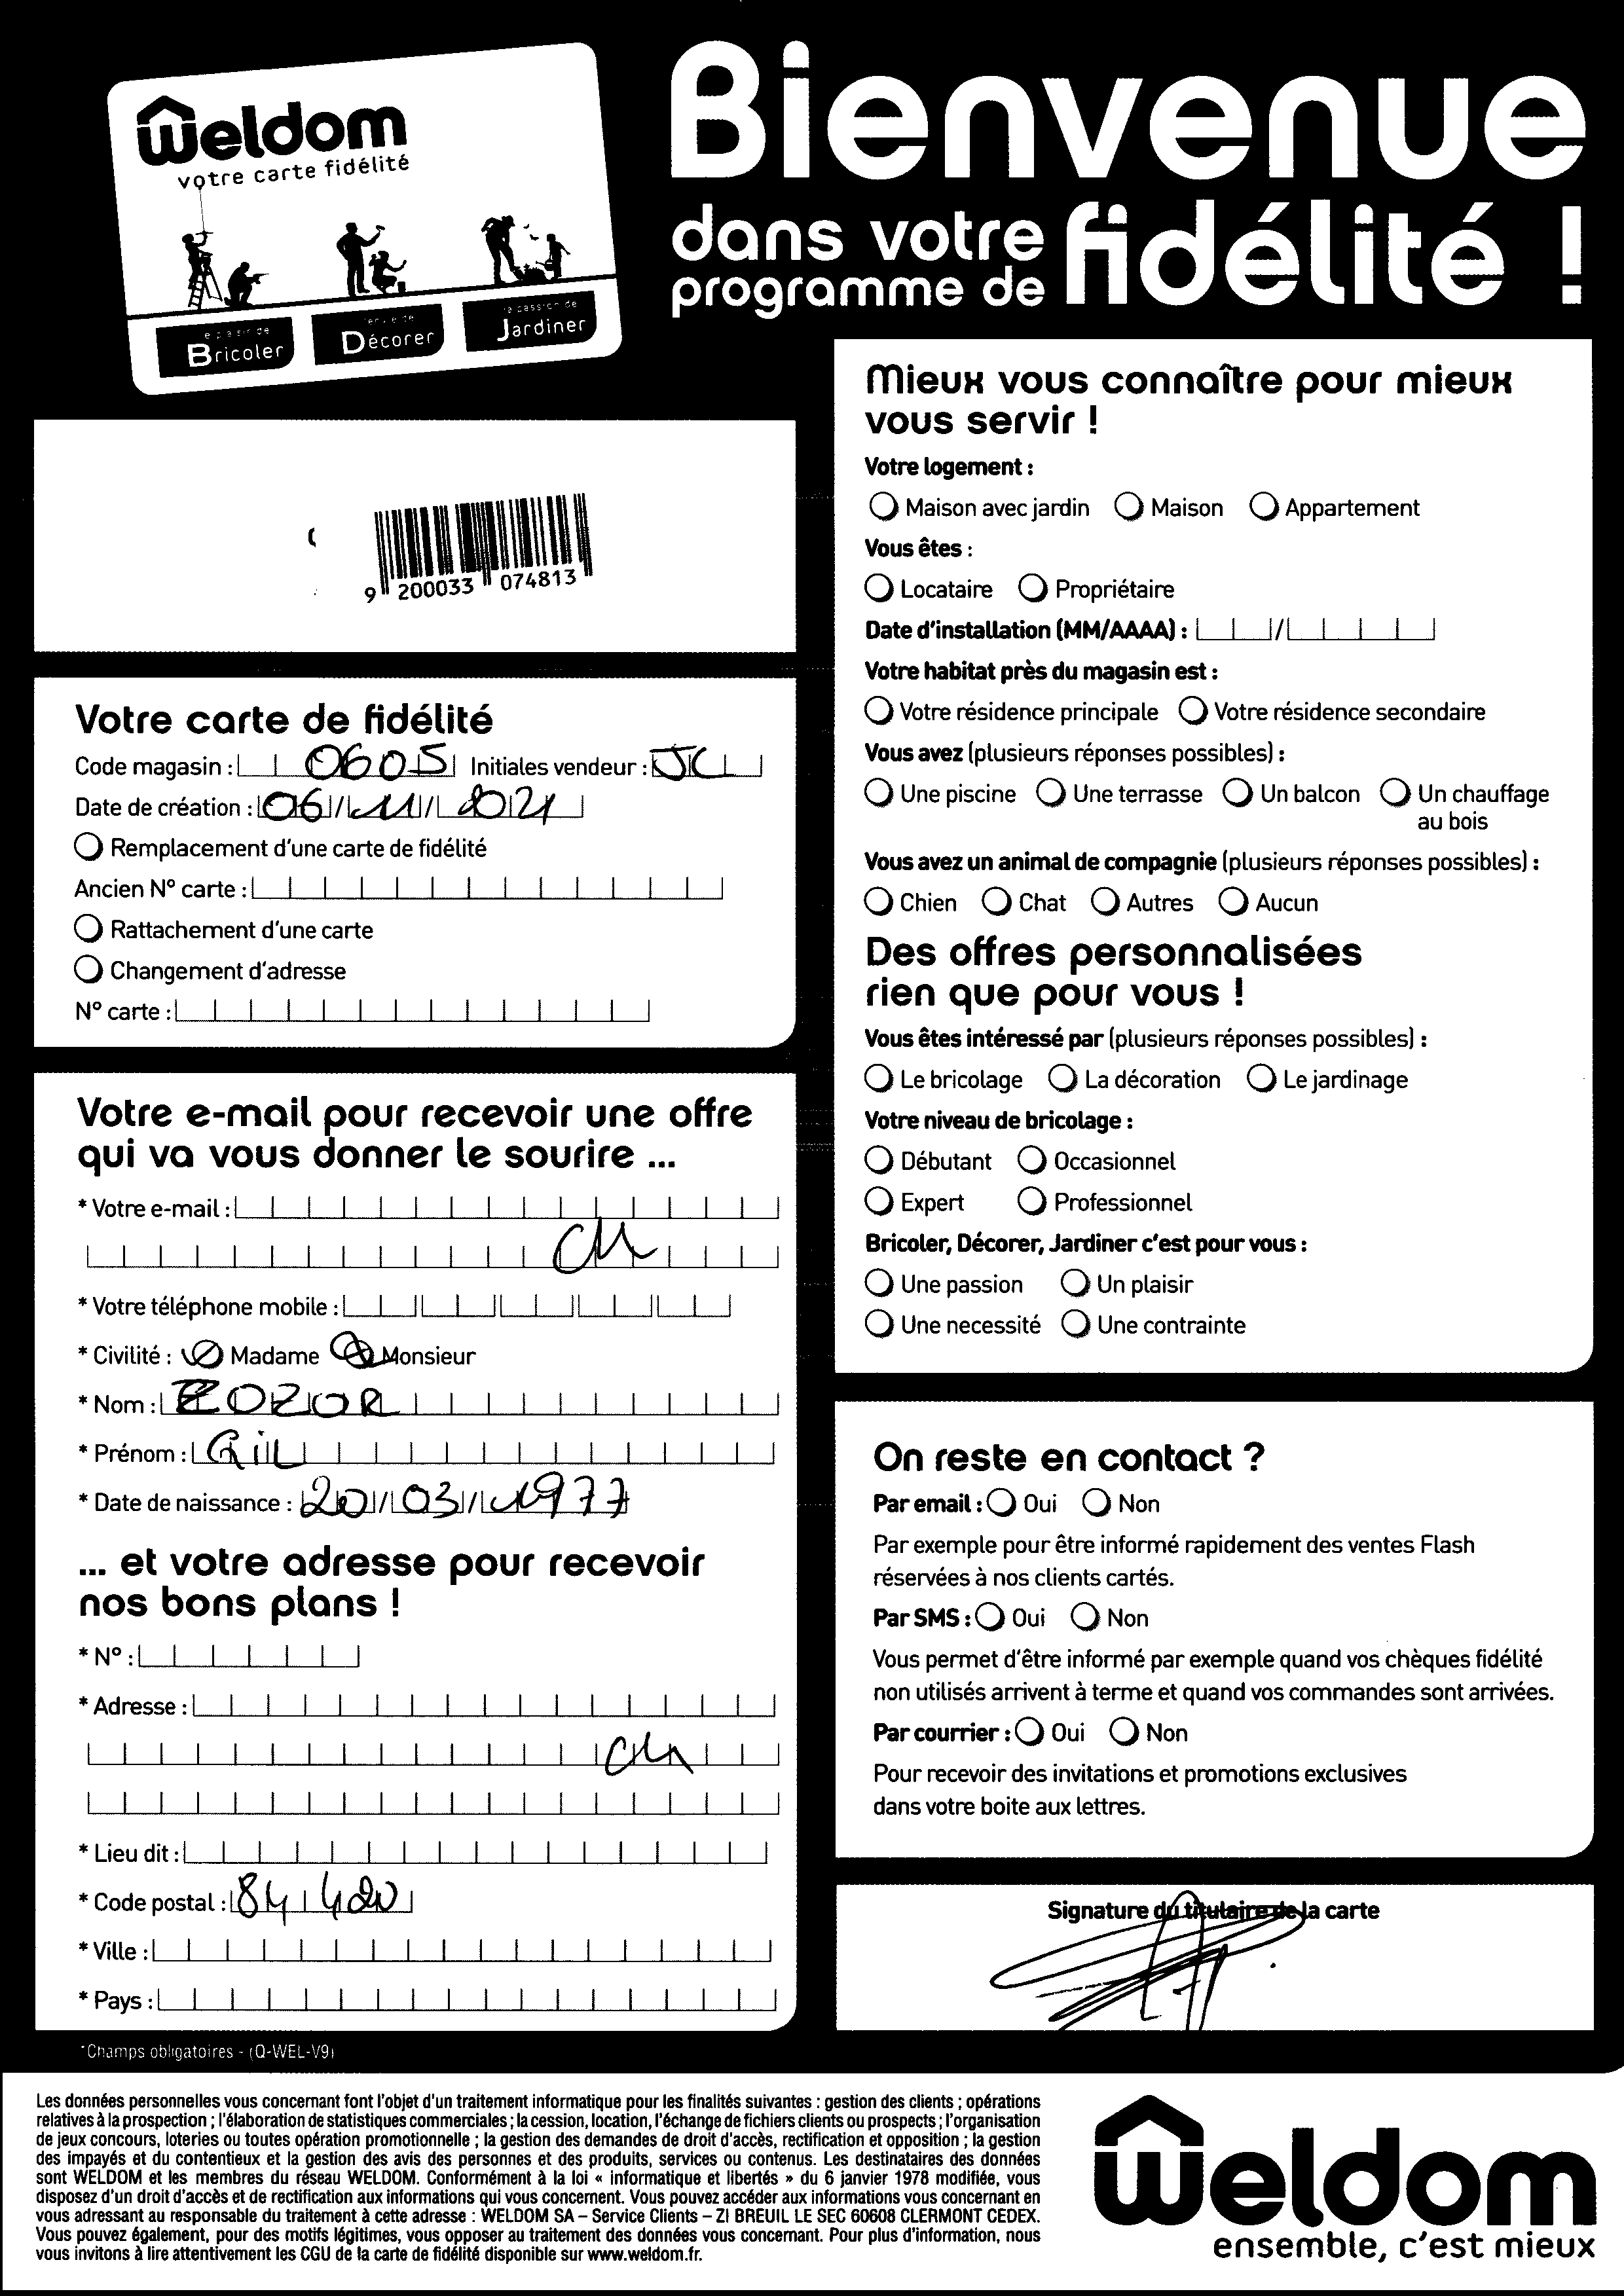 Weldom
votre carte fidélité
Bricoler
Décorer
Jardiner
Bienvenue
dans votre
programme de
fidélité !
9 200033 074813
Votre carte de fidélité
Code magasin : 0605 Initiales vendeur : JCL
Date de création : 06/11/2021
Remplacement d'une carte de fidélité
Ancien N° carte :
Rattachement d'une carte
Changement d'adresse
N° carte :
Votre e-mail pour recevoir une offre
qui va vous donner le sourire ...
* Votre e-mail :
* Votre téléphone mobile :
* Civilité : Madame Monsieur
* Nom : ZOZOR
* Prénom : GIL
* Date de naissance : 20/03/1977
... et votre adresse pour recevoir
nos bons plans !
* N° :
* Adresse :
* Lieu dit :
* Code postal : 84 420
* Ville :
* Pays :
*Champs obligatoires - (Q-WEL-V9)
Mieux vous connaître pour mieux
vous servir !
Votre logement :
Maison avec jardin Maison Appartement
Vous êtes :
Locataire Propriétaire
Date d'installation (MM/AAAA) : /
Votre habitat près du magasin est :
Votre résidence principale Votre résidence secondaire
Vous avez (plusieurs réponses possibles) :
Une piscine Une terrasse Un balcon Un chauffage
au bois
Vous avez un animal de compagnie (plusieurs réponses possibles) :
Chien Chat Autres Aucun
Des offres personnalisées
rien que pour vous !
Vous êtes intéressé par (plusieurs réponses possibles) :
Le bricolage La décoration Le jardinage
Votre niveau de bricolage :
Débutant Occasionnel
Expert Professionnel
Bricoler, Décorer, Jardiner c'est pour vous :
Une passion Un plaisir
Une necessité Une contrainte
On reste en contact ?
Par email : Oui Non
Par exemple pour être informé rapidement des ventes Flash
réservées à nos clients cartés.
Par SMS : Oui Non
Vous permet d'être informé par exemple quand vos chèques fidélité
non utilisés arrivent à terme et quand vos commandes sont arrivées.
Par courrier : Oui Non
Pour recevoir des invitations et promotions exclusives
dans votre boite aux lettres.
Signature du titulaire de la carte
Les données personnelles vous concernant font l'objet d'un traitement informatique pour les finalités suivantes : gestion des clients ; opérations
relatives à la prospection ; l'élaboration de statistiques commerciales ; la cession, location, l'échange de fichiers clients ou prospects ; l'organisation
de jeux concours, loteries ou toutes opération promotionnelle ; la gestion des demandes de droit d'accès, rectification et opposition ; la gestion
des impayés et du contentieux et la gestion des avis des personnes et des produits, services ou contenus. Les destinataires des données
sont WELDOM et les membres du réseau WELDOM. Conformément à la loi « informatique et libertés » du 6 janvier 1978 modifiée, vous
disposez d'un droit d'accès et de rectification aux informations qui vous concernent. Vous pouvez accéder aux informations vous concernant en
vous adressant au responsable du traitement à cette adresse : WELDOM SA – Service Clients – ZI BREUIL LE SEC 60608 CLERMONT CEDEX.
Vous pouvez également, pour des motifs légitimes, vous opposer au traitement des données vous concernant. Pour plus d'information, nous
vous invitons à lire attentivement les CGU de la carte de fidélité disponible sur www.weldom.fr.
Weldom
ensemble, c'est mieux